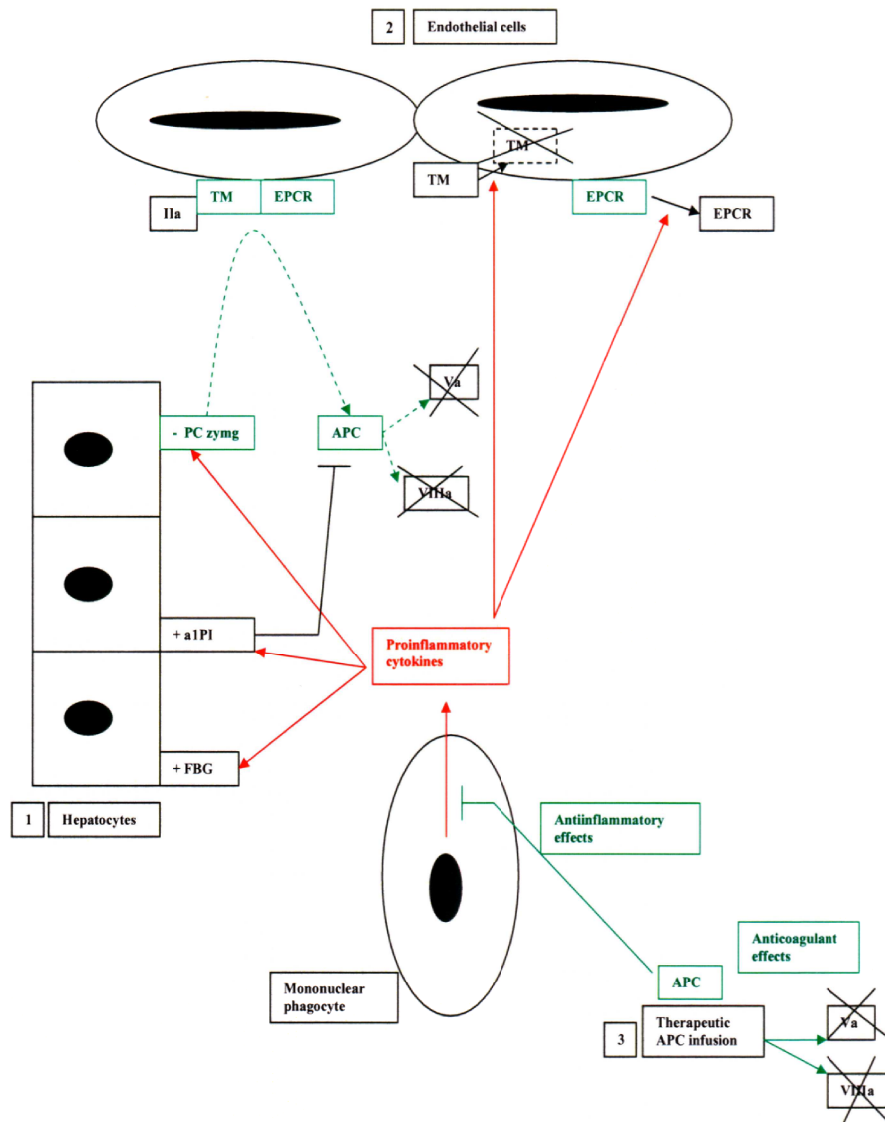 2 Endothelial cells
TM
TM
TM EPCR
EPCR
IIa
EPCR
Va
- PC zymg
APC
VIIIa
+ a1PI
Proinflammatory
cytokines
+ FBG
1 Hepatocytes
Antiinflammatory
effects
Anticoagulant
effects
Mononuclear
phagocyte
APC
3 Therapeutic
APC infusion
Va
VIIIa